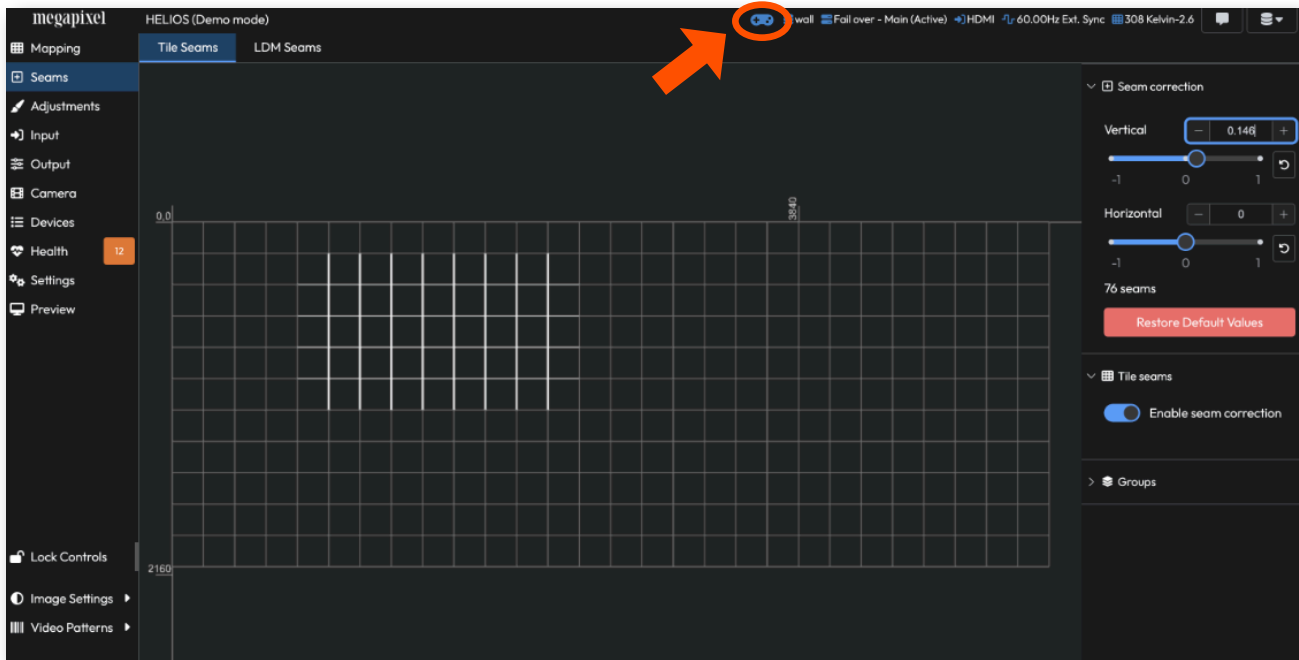 megapixel
HELIOS (Demo mode)
wall Fail over - Main (Active) HDMI 60.00Hz Ext. Sync 308 Kelvin-2.6
Mapping
Seams
Adjustments
Input
Output
Camera
Devices
Health 12
Settings
Preview
Lock Controls
Image Settings
Video Patterns
Tile Seams LDM Seams
0,0
3840
2160
Seam correction
Vertical − 0.146 +
-1 0 1
Horizontal − 0 +
-1 0 1
76 seams
Restore Default Values
Tile seams
Enable seam correction
Groups